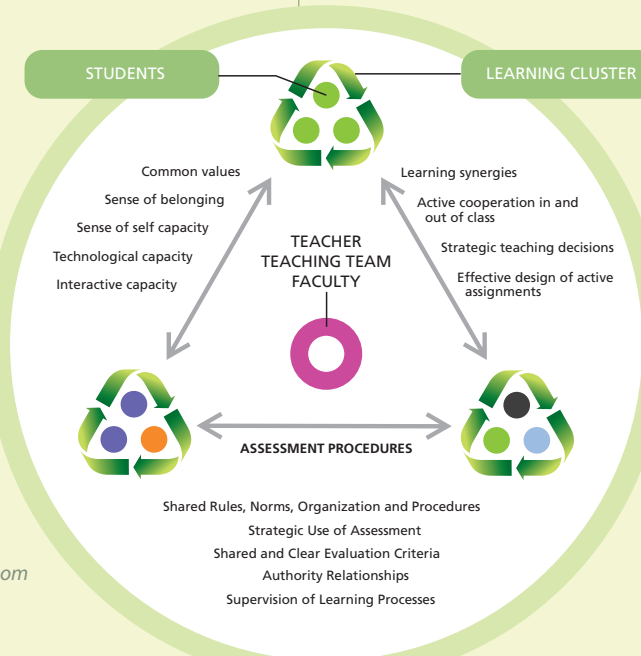 STUDENTS
LEARNING CLUSTER
Common values
Sense of belonging
Sense of self capacity
Technological capacity
Interactive capacity
Learning synergies
Active cooperation in and
out of class
Strategic teaching decisions
Effective design of active
assignments
TEACHER
TEACHING TEAM
FACULTY
ASSESSMENT PROCEDURES
Shared Rules, Norms, Organization and Procedures
Strategic Use of Assessment
Shared and Clear Evaluation Criteria
Authority Relationships
Supervision of Learning Processes
om